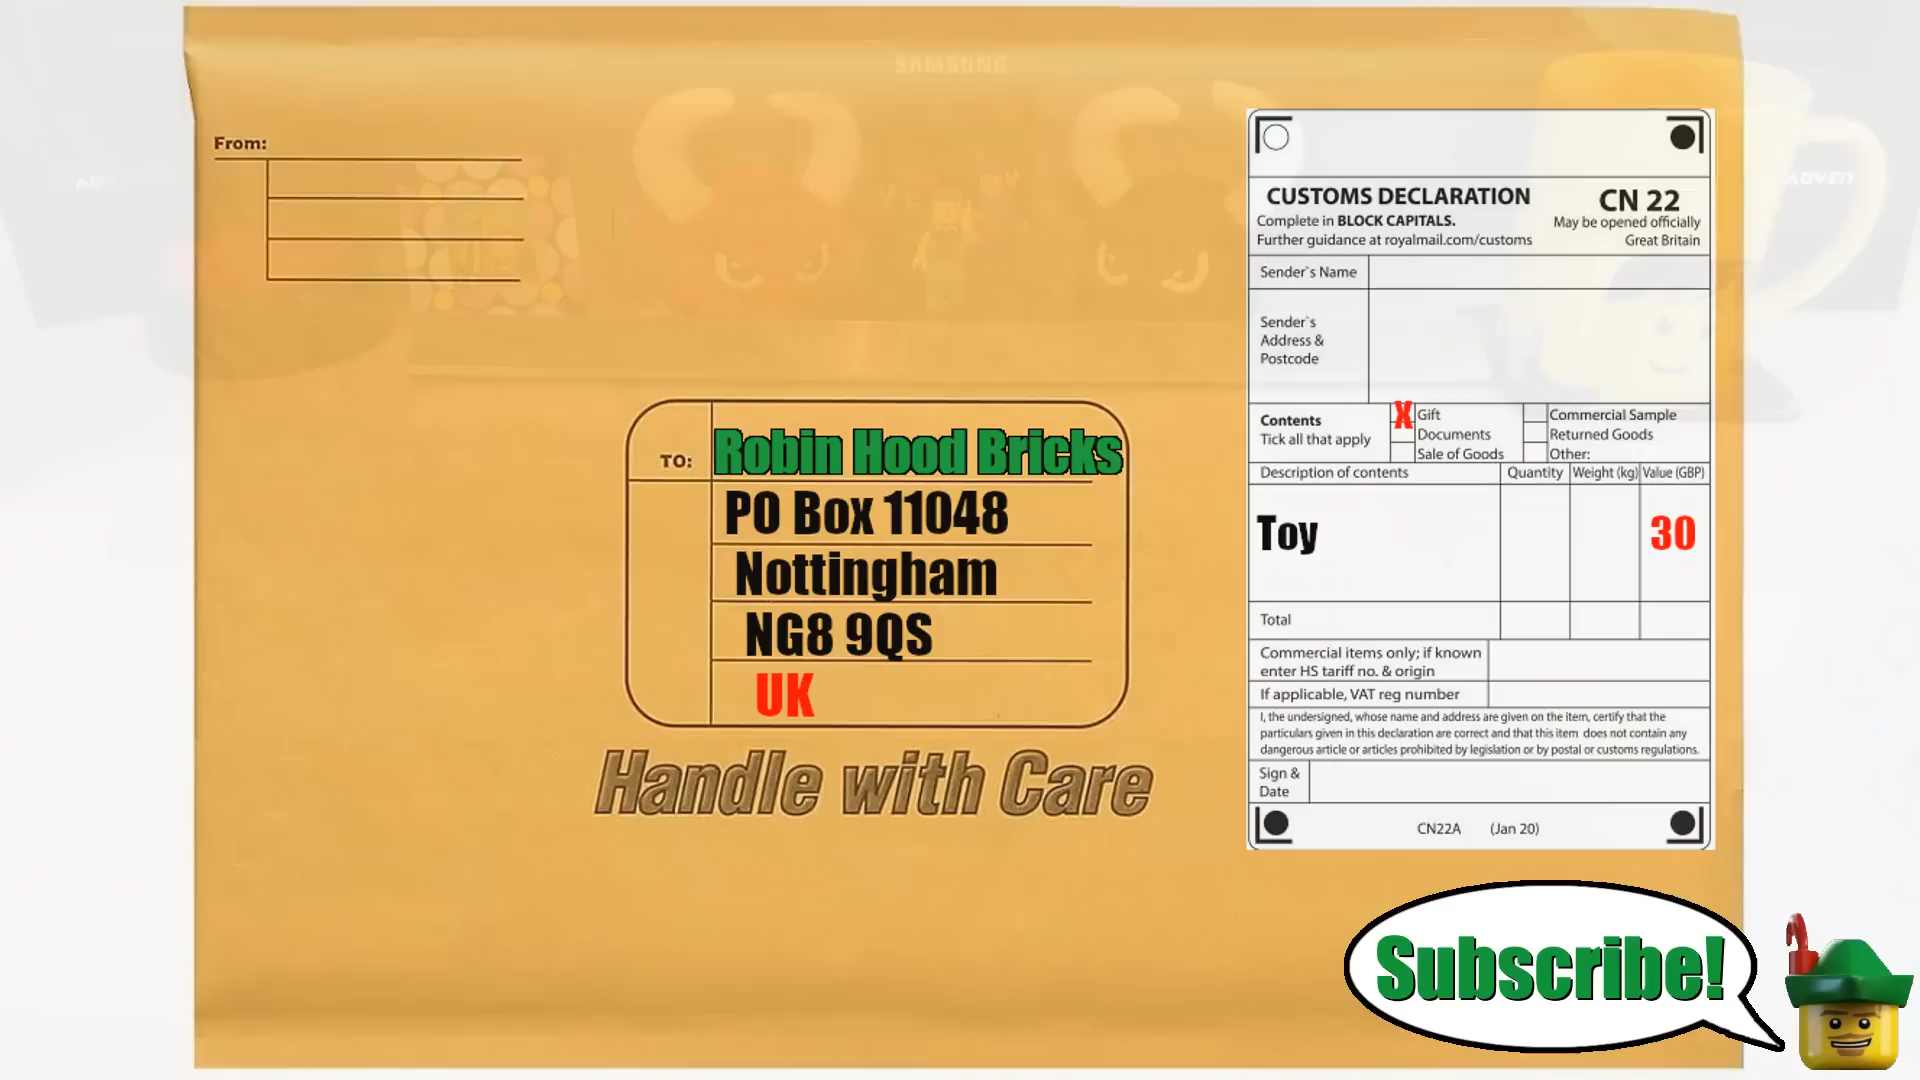 SAMSUNG
From:
TO: Robin Hood Bricks
PO Box 11048
Nottingham
NG8 9QS
UK
Handle with Care
CUSTOMS DECLARATION CN 22
Complete in BLOCK CAPITALS. May be opened officially
Further guidance at royalmail.com/customs Great Britain
Sender`s Name
Sender`s
Address &
Postcode
Contents
Tick all that apply
X Gift
Documents
Sale of Goods
Commercial Sample
Returned Goods
Other:
Description of contents Quantity Weight (kg) Value (GBP)
Toy 30
Total
Commercial items only; if known
enter HS tariff no. & origin
If applicable, VAT reg number
I, the undersigned, whose name and address are given on the item, certify that the
particulars given in this declaration are correct and that this item does not contain any
dangerous article or articles prohibited by legislation or by postal or customs regulations.
Sign &
Date
CN22A (Jan 20)
Subscribe!